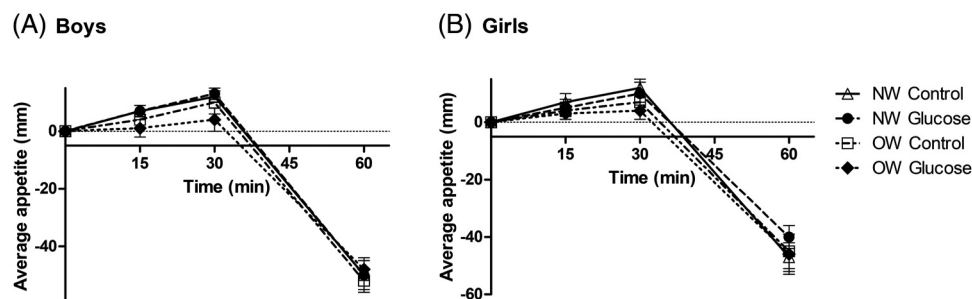 (A) Boys
Average appetite (mm)
0
-20
-40
15
30
45
60
Time (min)
(B) Girls
Average appetite (mm)
0
-20
-40
-60
15
30
45
60
Time (min)
NW Control
NW Glucose
OW Control
OW Glucose